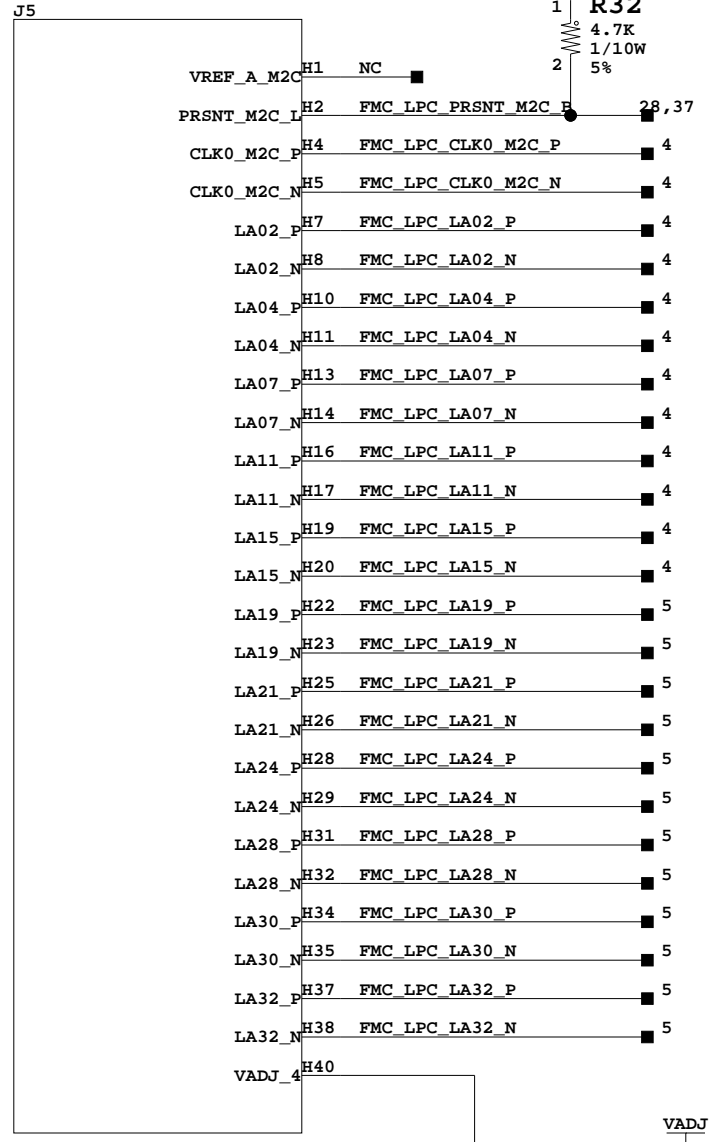 J5
1 R32
4.7K
1/10W
2 5%
VREF_A_M2C H1 NC
PRSNT_M2C_L H2 FMC_LPC_PRSNT_M2C_B 28,37
CLK0_M2C_P H4 FMC_LPC_CLK0_M2C_P 4
CLK0_M2C_N H5 FMC_LPC_CLK0_M2C_N 4
LA02_P H7 FMC_LPC_LA02_P 4
LA02_N H8 FMC_LPC_LA02_N 4
LA04_P H10 FMC_LPC_LA04_P 4
LA04_N H11 FMC_LPC_LA04_N 4
LA07_P H13 FMC_LPC_LA07_P 4
LA07_N H14 FMC_LPC_LA07_N 4
LA11_P H16 FMC_LPC_LA11_P 4
LA11_N H17 FMC_LPC_LA11_N 4
LA15_P H19 FMC_LPC_LA15_P 4
LA15_N H20 FMC_LPC_LA15_N 4
LA19_P H22 FMC_LPC_LA19_P 5
LA19_N H23 FMC_LPC_LA19_N 5
LA21_P H25 FMC_LPC_LA21_P 5
LA21_N H26 FMC_LPC_LA21_N 5
LA24_P H28 FMC_LPC_LA24_P 5
LA24_N H29 FMC_LPC_LA24_N 5
LA28_P H31 FMC_LPC_LA28_P 5
LA28_N H32 FMC_LPC_LA28_N 5
LA30_P H34 FMC_LPC_LA30_P 5
LA30_N H35 FMC_LPC_LA30_N 5
LA32_P H37 FMC_LPC_LA32_P 5
LA32_N H38 FMC_LPC_LA32_N 5
VADJ_4 H40
VADJ